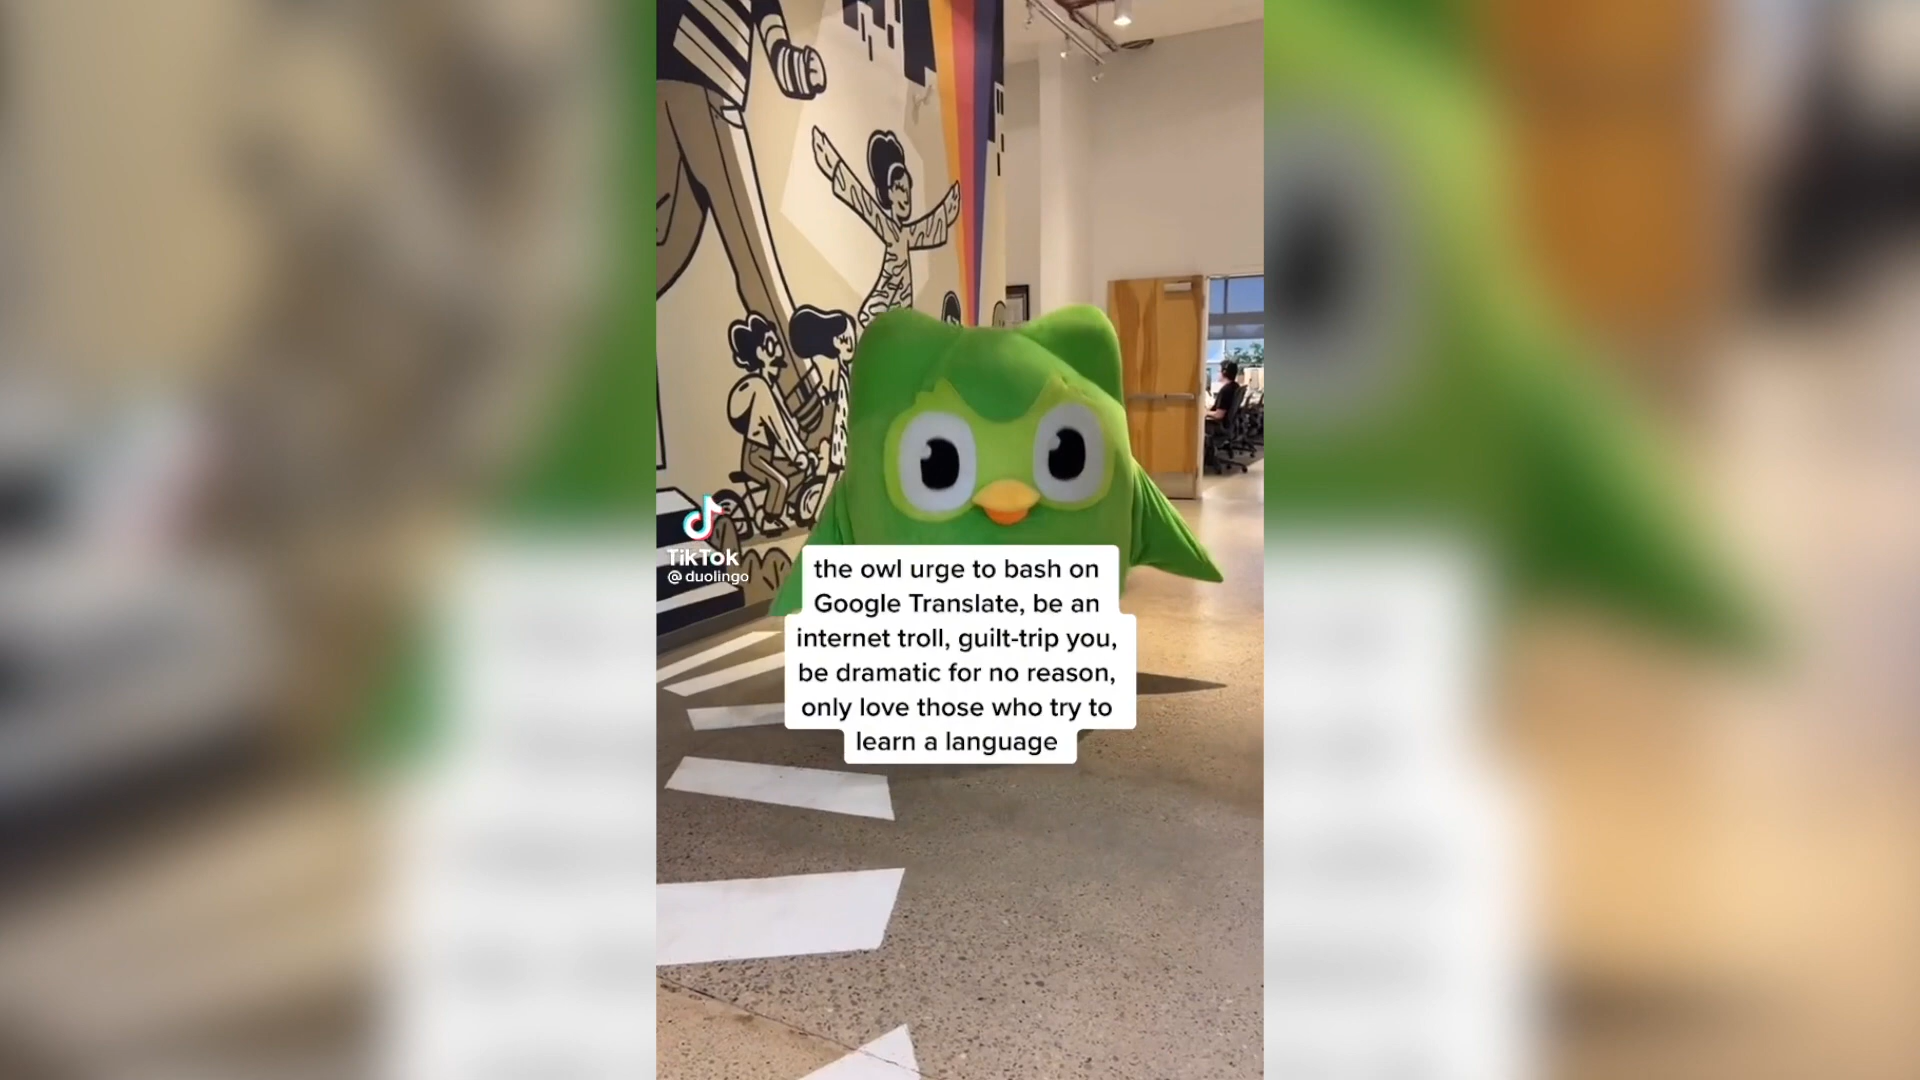 TikTok
@duolingo
the owl urge to bash on
Google Translate, be an
internet troll, guilt-trip you,
be dramatic for no reason,
only love those who try to
learn a language